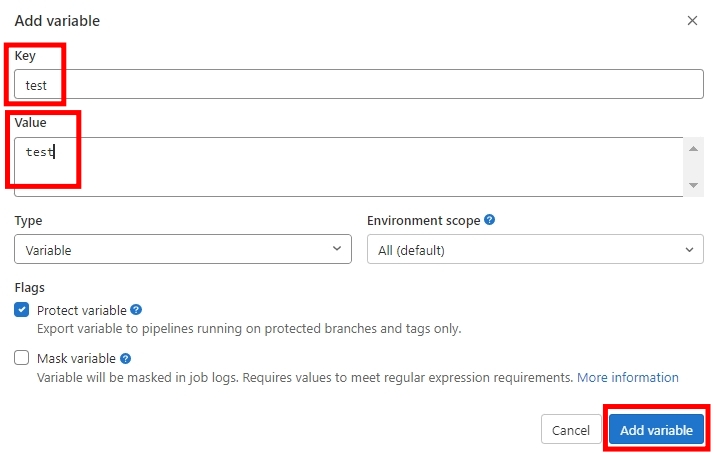 Add variable
Key
test
Value
test
Type
Environment scope
Variable
All (default)
Flags
Protect variable
Export variable to pipelines running on protected branches and tags only.
Mask variable
Variable will be masked in job logs. Requires values to meet regular expression requirements. More information
Cancel
Add variable